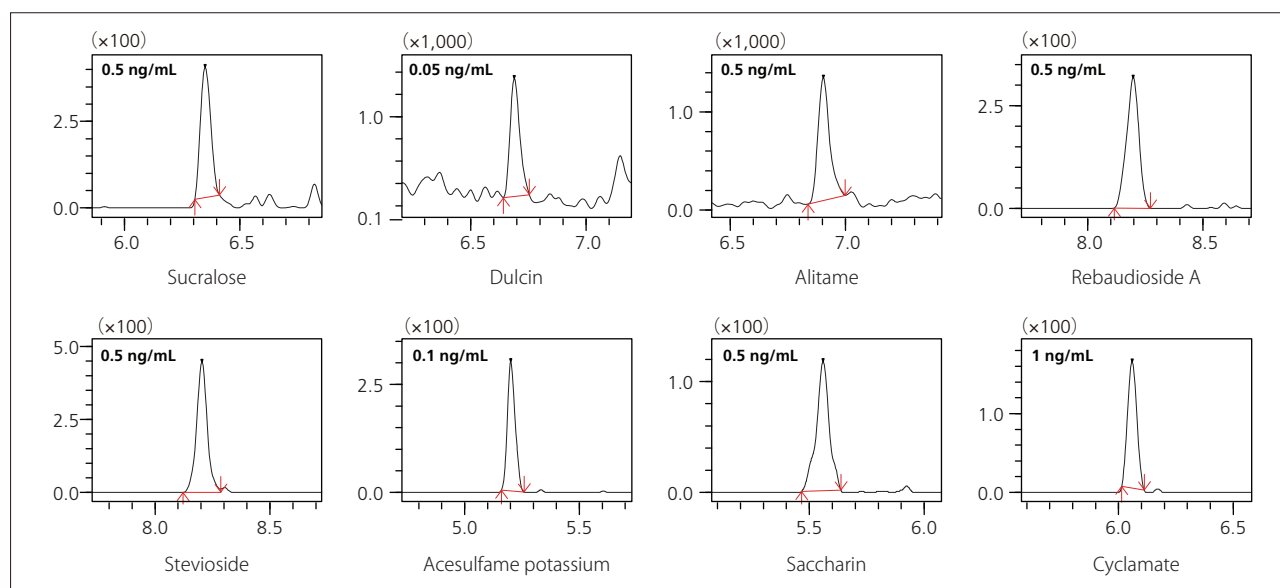 (×100)
0.5 ng/mL
2.5
0.0
6.0 6.5
Sucralose
(×1,000)
0.05 ng/mL
1.0
0.1
6.5 7.0
Dulcin
(×1,000)
0.5 ng/mL
1.0
0.0
6.5 7.0
Alitame
(×100)
0.5 ng/mL
2.5
0.0
8.0 8.5
Rebaudioside A
(×100)
5.0
0.5 ng/mL
2.5
0.0
8.0 8.5
Stevioside
(×100)
0.1 ng/mL
2.5
0.0
5.0 5.5
Acesulfame potassium
(×100)
0.5 ng/mL
1.0
0.0
5.5 6.0
Saccharin
(×100)
1 ng/mL
1.0
0.0
6.0 6.5
Cyclamate